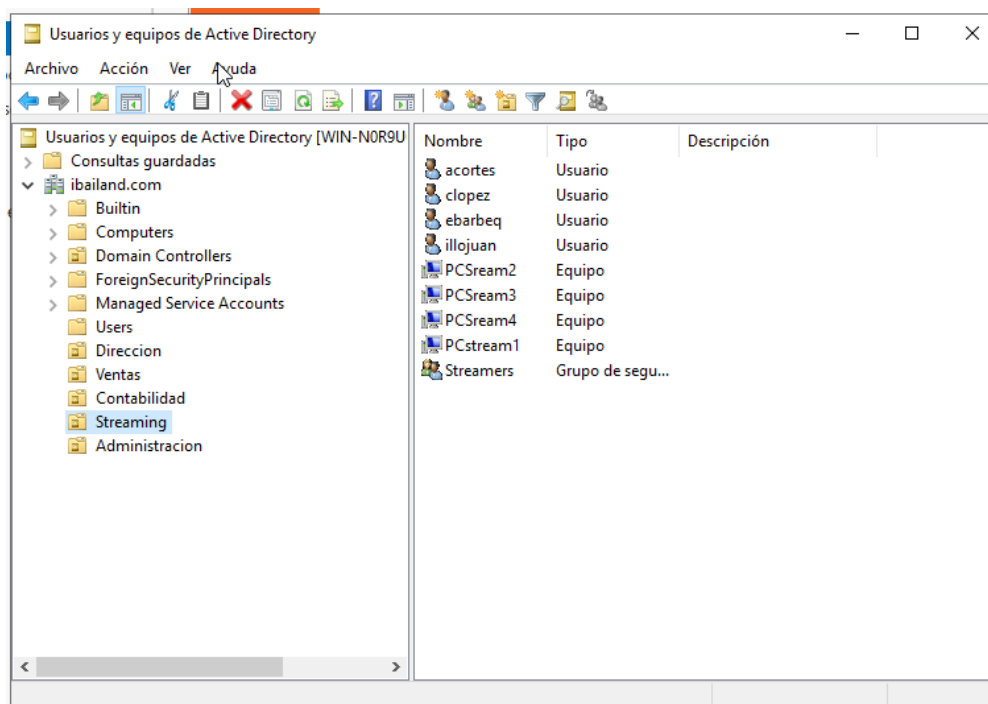 Usuarios y equipos de Active Directory
Archivo Acción Ver Ayuda
Usuarios y equipos de Active Directory [WIN-N0R9U
Consultas guardadas
ibailand.com
Builtin
Computers
Domain Controllers
ForeignSecurityPrincipals
Managed Service Accounts
Users
Direccion
Ventas
Contabilidad
Streaming
Administracion
Nombre Tipo Descripción
acortes Usuario
clopez Usuario
ebarbeq Usuario
illojuan Usuario
PCSream2 Equipo
PCSream3 Equipo
PCSream4 Equipo
PCstream1 Equipo
Streamers Grupo de segu...